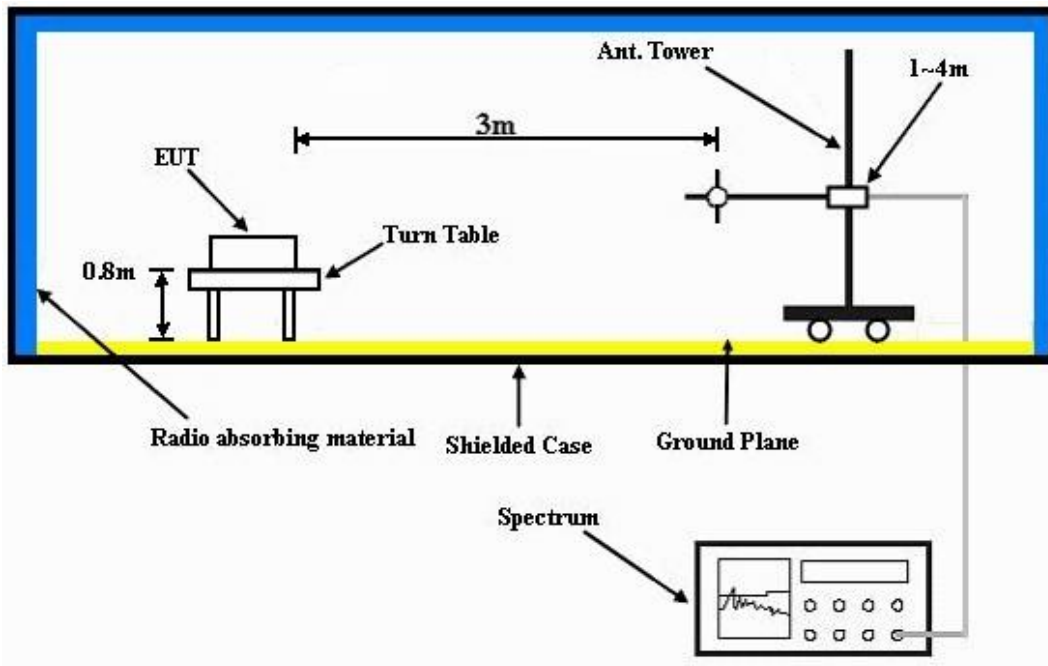 Ant. Tower
1~4m
3m
EUT
Turn Table
0.8m
Radio absorbing material
Shielded Case
Ground Plane
Spectrum